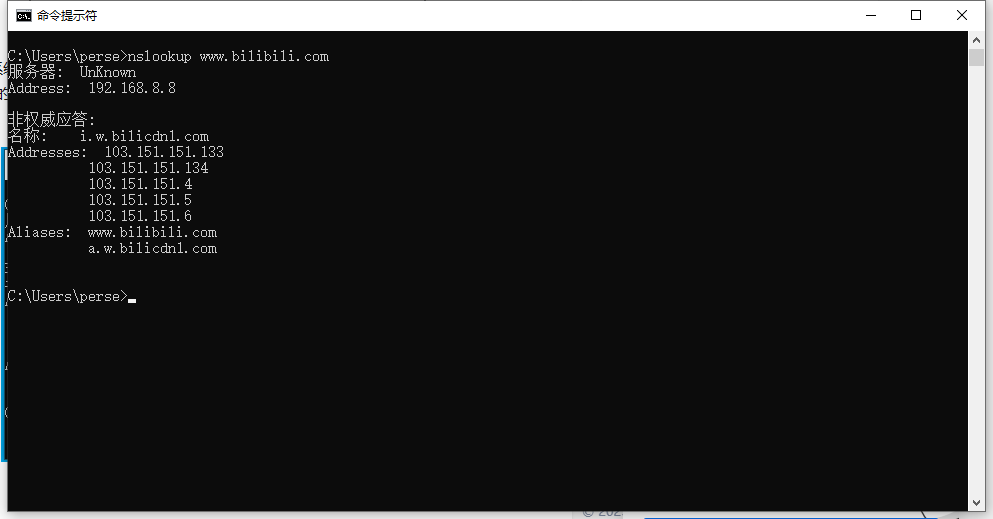 命令提示符
C:\Users\perse>nslookup www.bilibili.com
服务器:  UnKnown
Address:  192.168.8.8
非权威应答:
名称:    i.w.bilicdn1.com
Addresses:  103.151.151.133
103.151.151.134
103.151.151.4
103.151.151.5
103.151.151.6
Aliases:  www.bilibili.com
a.w.bilicdn1.com
C:\Users\perse>